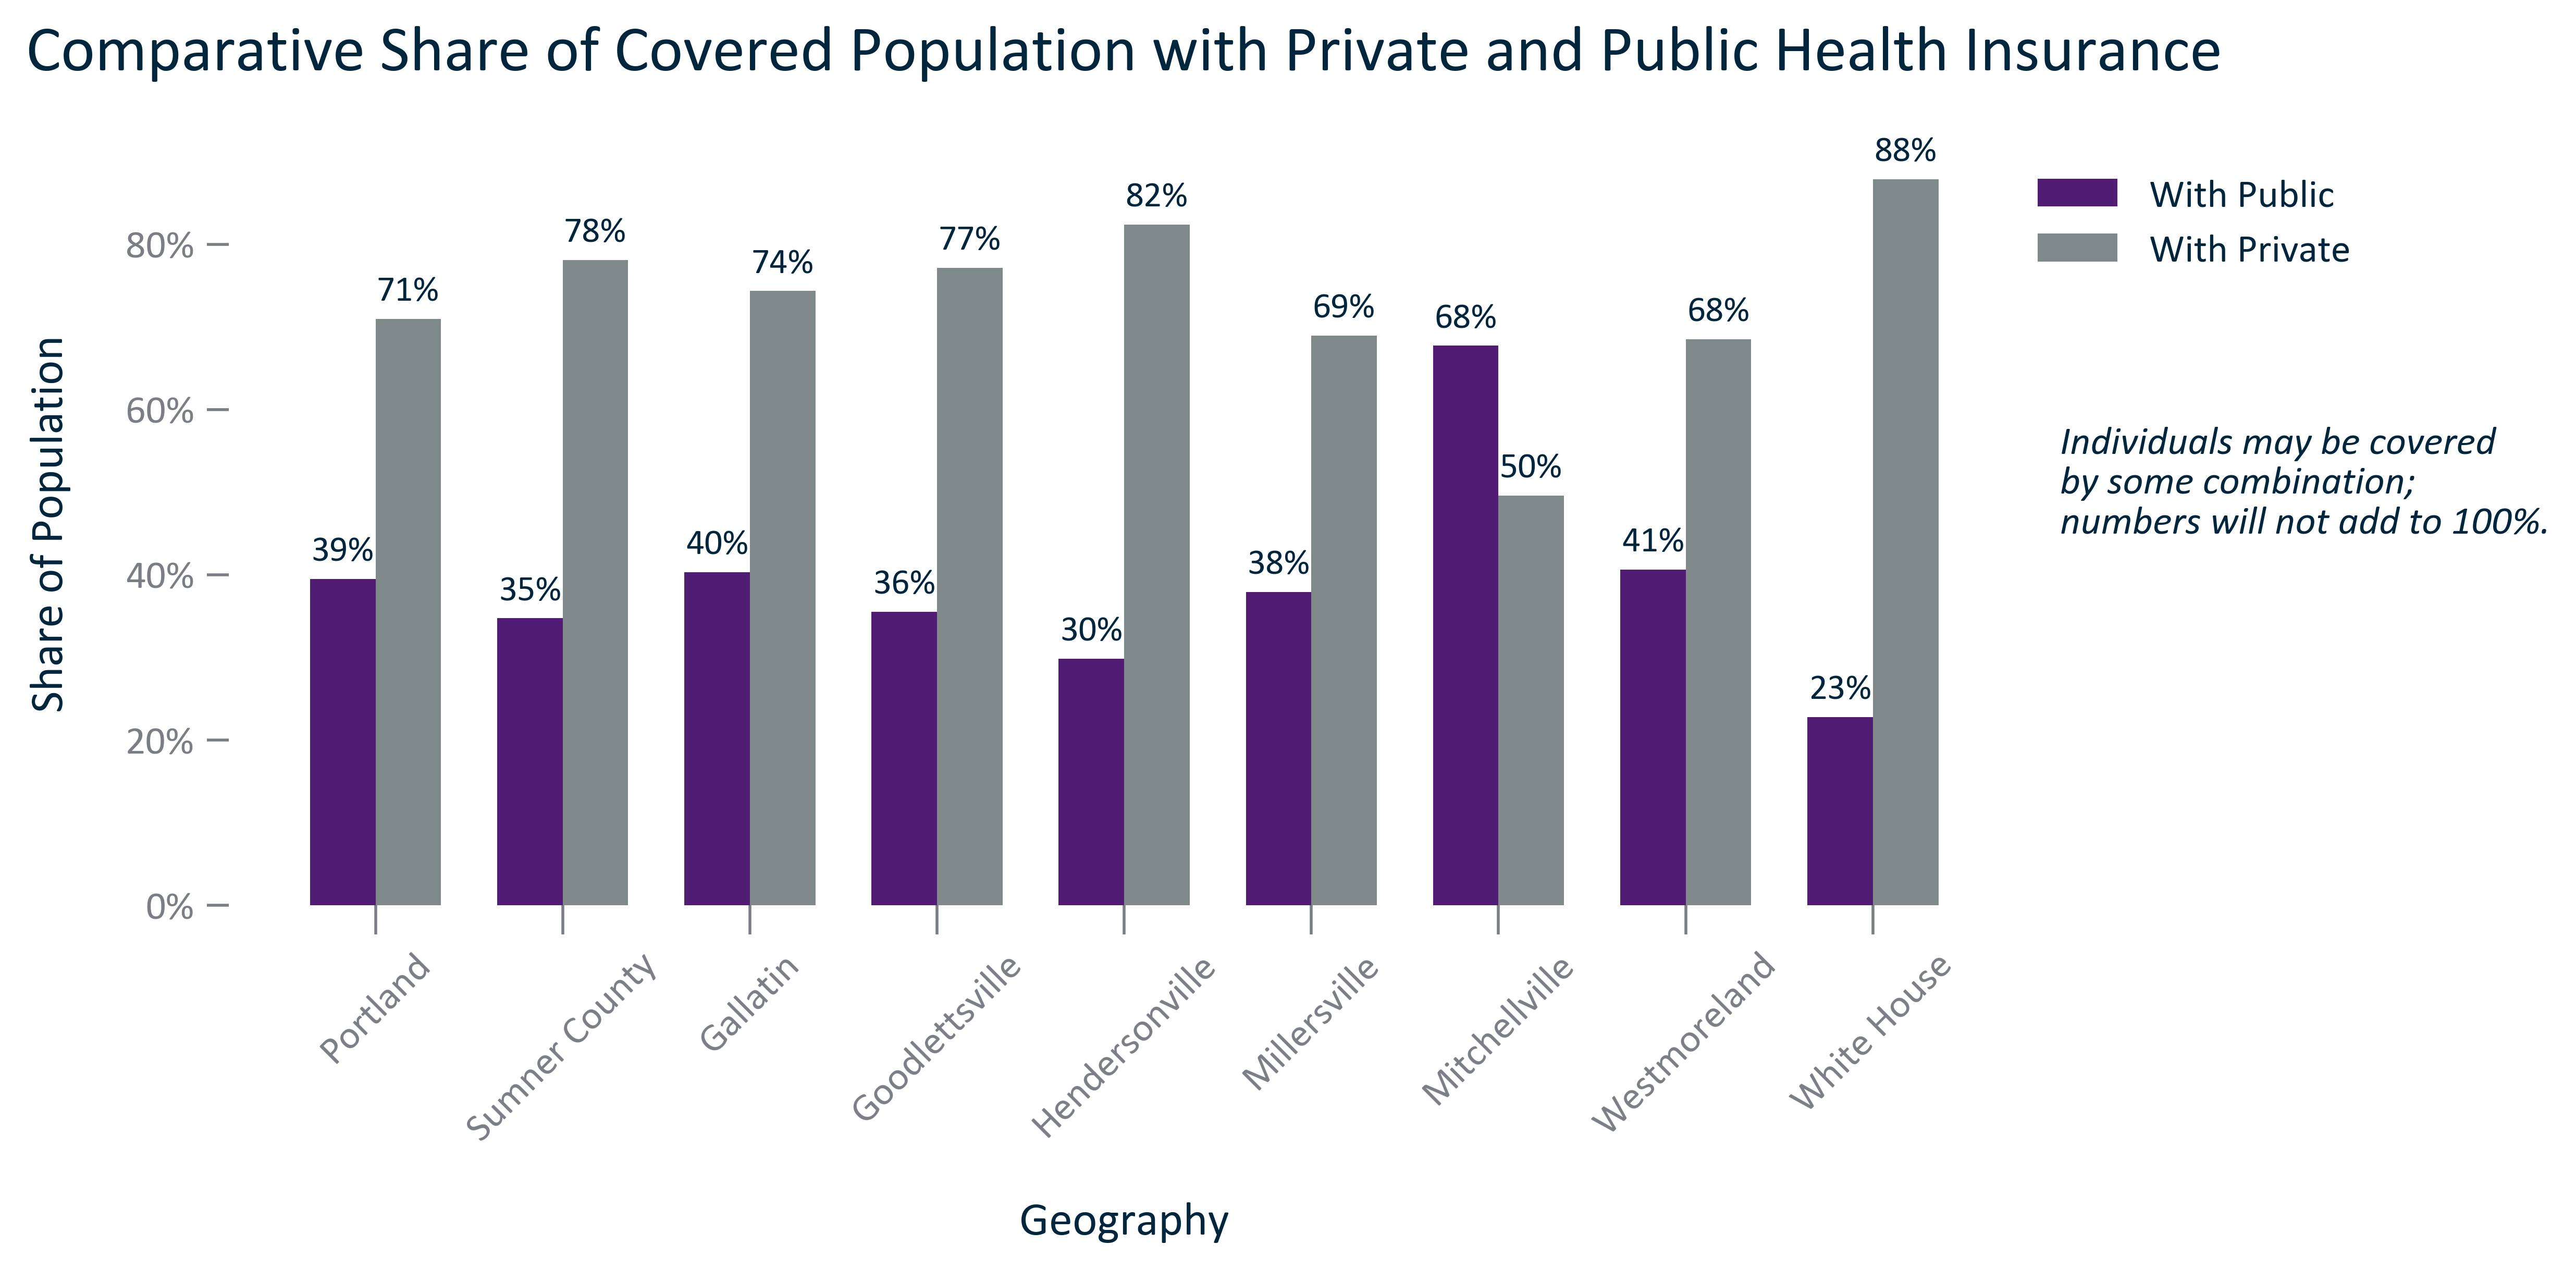 Comparative Share of Covered Population with Private and Public Health Insurance
88%
With Public
82%
78%
77%
With Private
80%
74%
71%
69%
68%
68%
60%
Share of Population
Individuals may be covered
50%
by some combination;
numbers will not add to 100%.
39%
40%
41%
38%
40%
35%
36%
30%
23%
20%
0%
Portland
Sumner County
Gallatin
Goodlettsville
Hendersonville
Millersville
Mitchellville
Westmoreland
White House
Geography